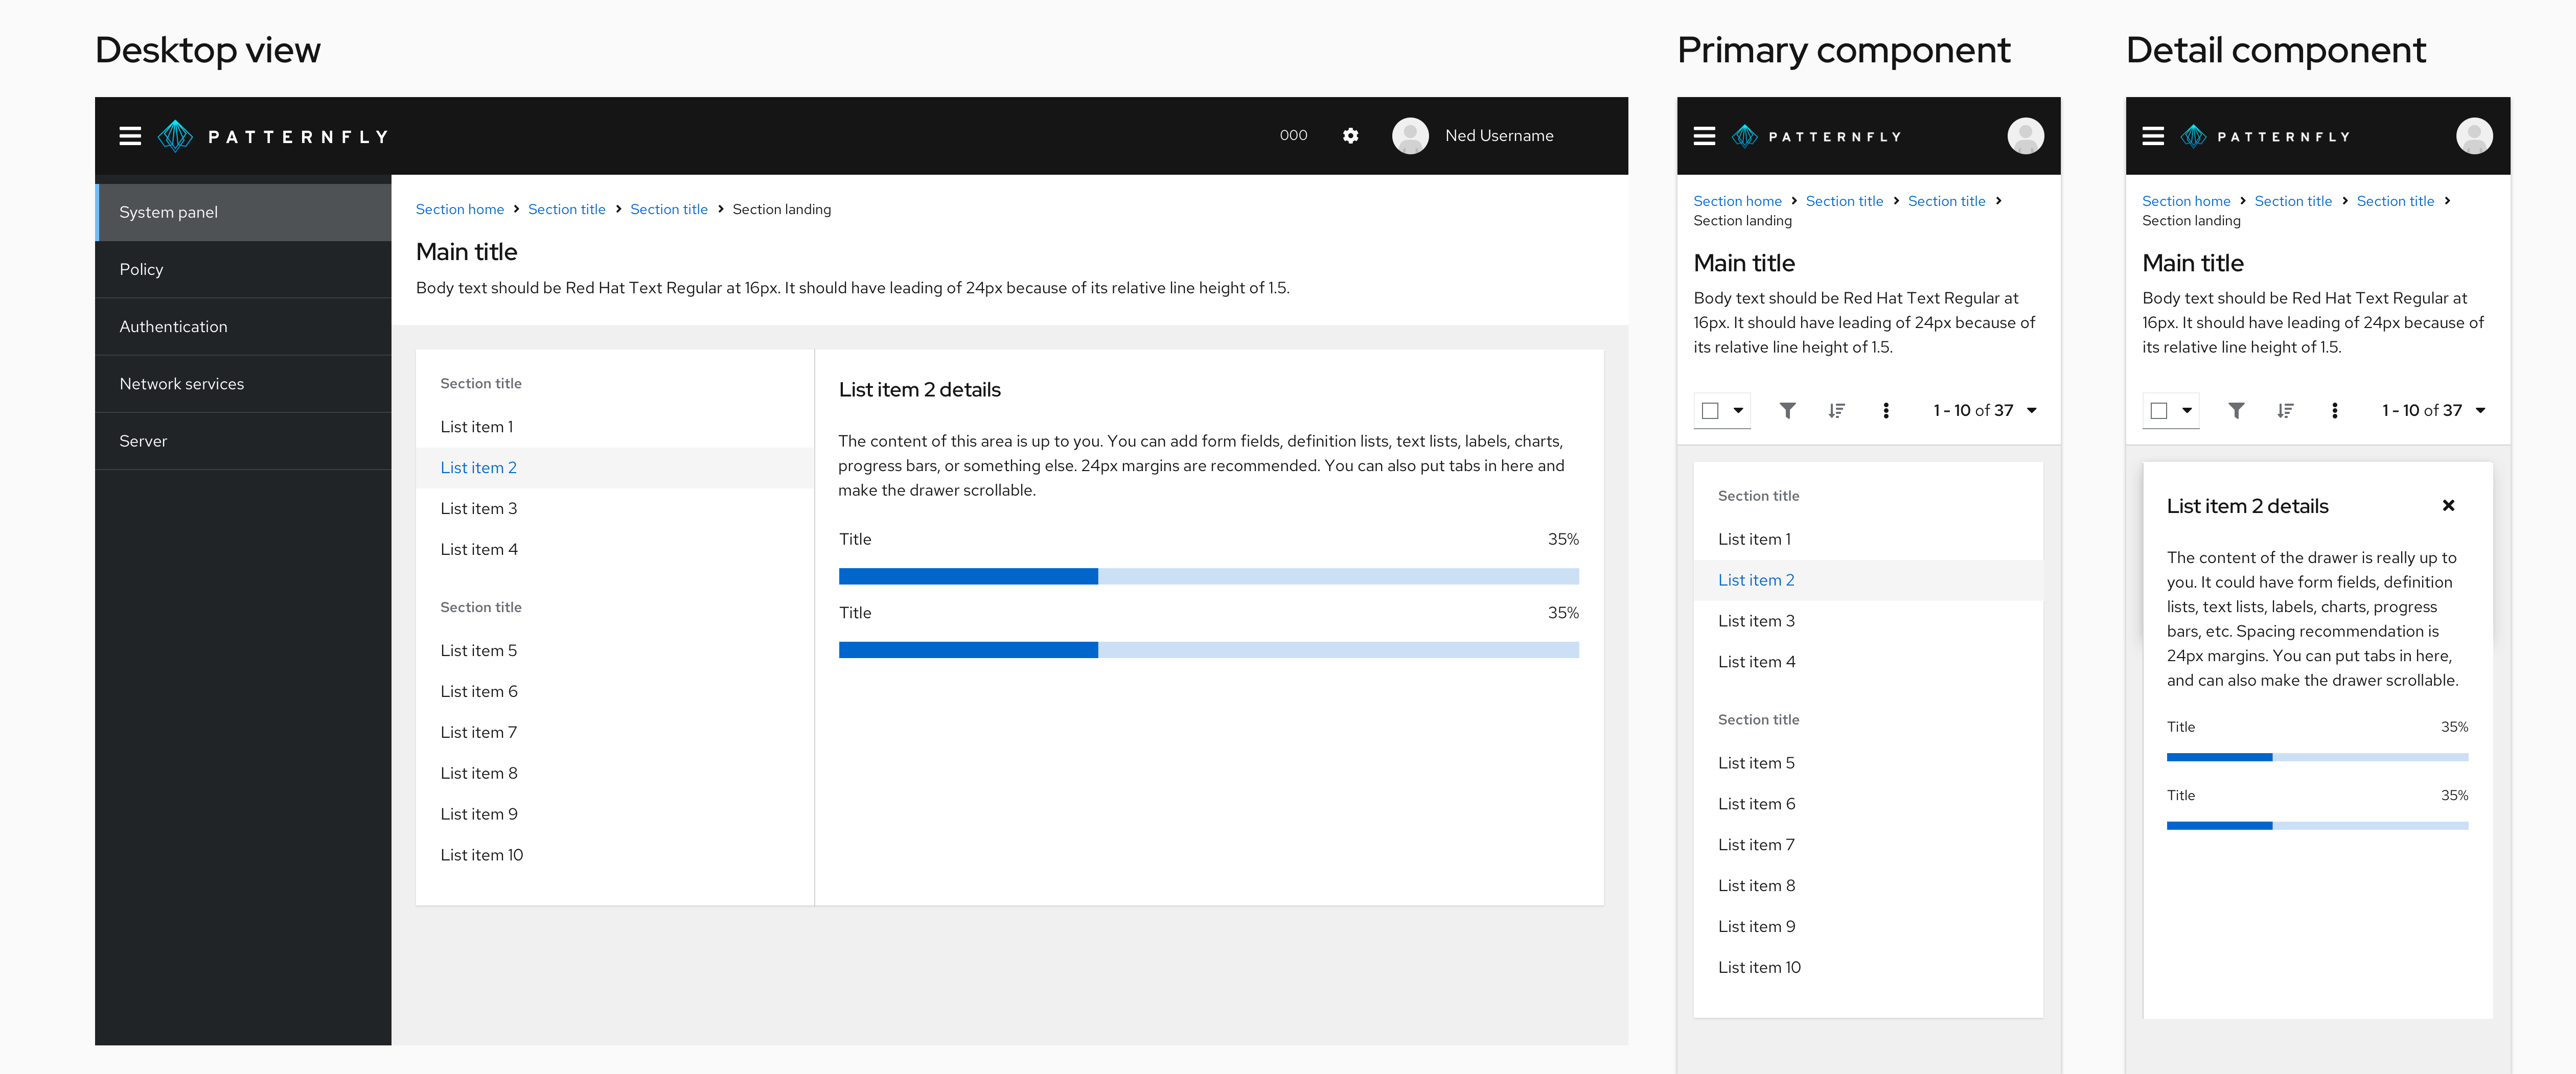 Desktop view
PATTERNFLY
000
Ned Username
System panel
Policy
Authentication
Network services
Server
Section home > Section title > Section title > Section landing
Main title
Body text should be Red Hat Text Regular at 16px. It should have leading of 24px because of its relative line height of 1.5.
Section title
List item 1
List item 2
List item 3
List item 4
Section title
List item 5
List item 6
List item 7
List item 8
List item 9
List item 10
List item 2 details
The content of this area is up to you. You can add form fields, definition lists, text lists, labels, charts,
progress bars, or something else. 24px margins are recommended. You can also put tabs in here and
make the drawer scrollable.
Title 35%
Title 35%
Primary component
PATTERNFLY
Section home > Section title > Section title >
Section landing
Main title
Body text should be Red Hat Text Regular at
16px. It should have leading of 24px because of
its relative line height of 1.5.
1 - 10 of 37
Section title
List item 1
List item 2
List item 3
List item 4
Section title
List item 5
List item 6
List item 7
List item 8
List item 9
List item 10
Detail component
PATTERNFLY
Section home > Section title > Section title >
Section landing
Main title
Body text should be Red Hat Text Regular at
16px. It should have leading of 24px because of
its relative line height of 1.5.
1 - 10 of 37
List item 2 details
The content of the drawer is really up to
you. It could have form fields, definition
lists, text lists, labels, charts, progress
bars, etc. Spacing recommendation is
24px margins. You can put tabs in here,
and can also make the drawer scrollable.
Title 35%
Title 35%